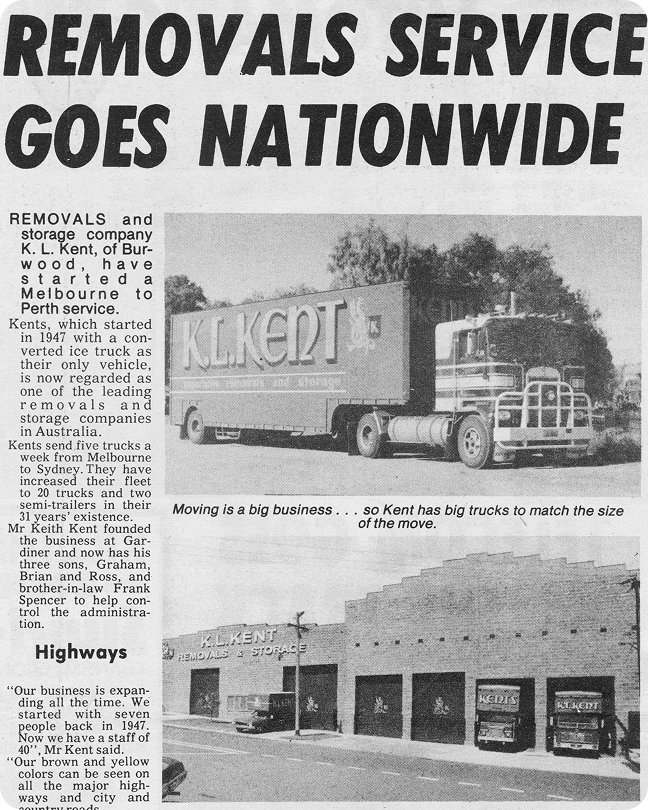 REMOVALS SERVICE
GOES NATIONWIDE
REMOVALS and
storage company
K. L. Kent, of Bur-
wood, have
started a
Melbourne to
Perth service.
Kents, which started
in 1947 with a con-
verted ice truck as
their only vehicle,
is now regarded as
one of the leading
removals and
storage companies
in Australia.
Kents send five trucks a
week from Melbourne
to Sydney. They have
increased their fleet
to 20 trucks and two
semi-trailers in their
31 years' existence.
Mr Keith Kent founded
the business at Gar-
diner and now has his
three sons, Graham,
Brian and Ross, and
brother-in-law Frank
Spencer to help con-
trol the administra-
tion.
Highways
"Our business is expan-
ding all the time. We
started with seven
people back in 1947.
Now we have a staff of
40", Mr Kent said.
"Our brown and yellow
colors can be seen on
all the major high-
ways and city and
country roads
K.L.KENT
removals and storage
K
Moving is a big business . . . so Kent has big trucks to match the size
of the move.
K.L.KENT
REMOVALS & STORAGE
KENT'S
K.L.KENT